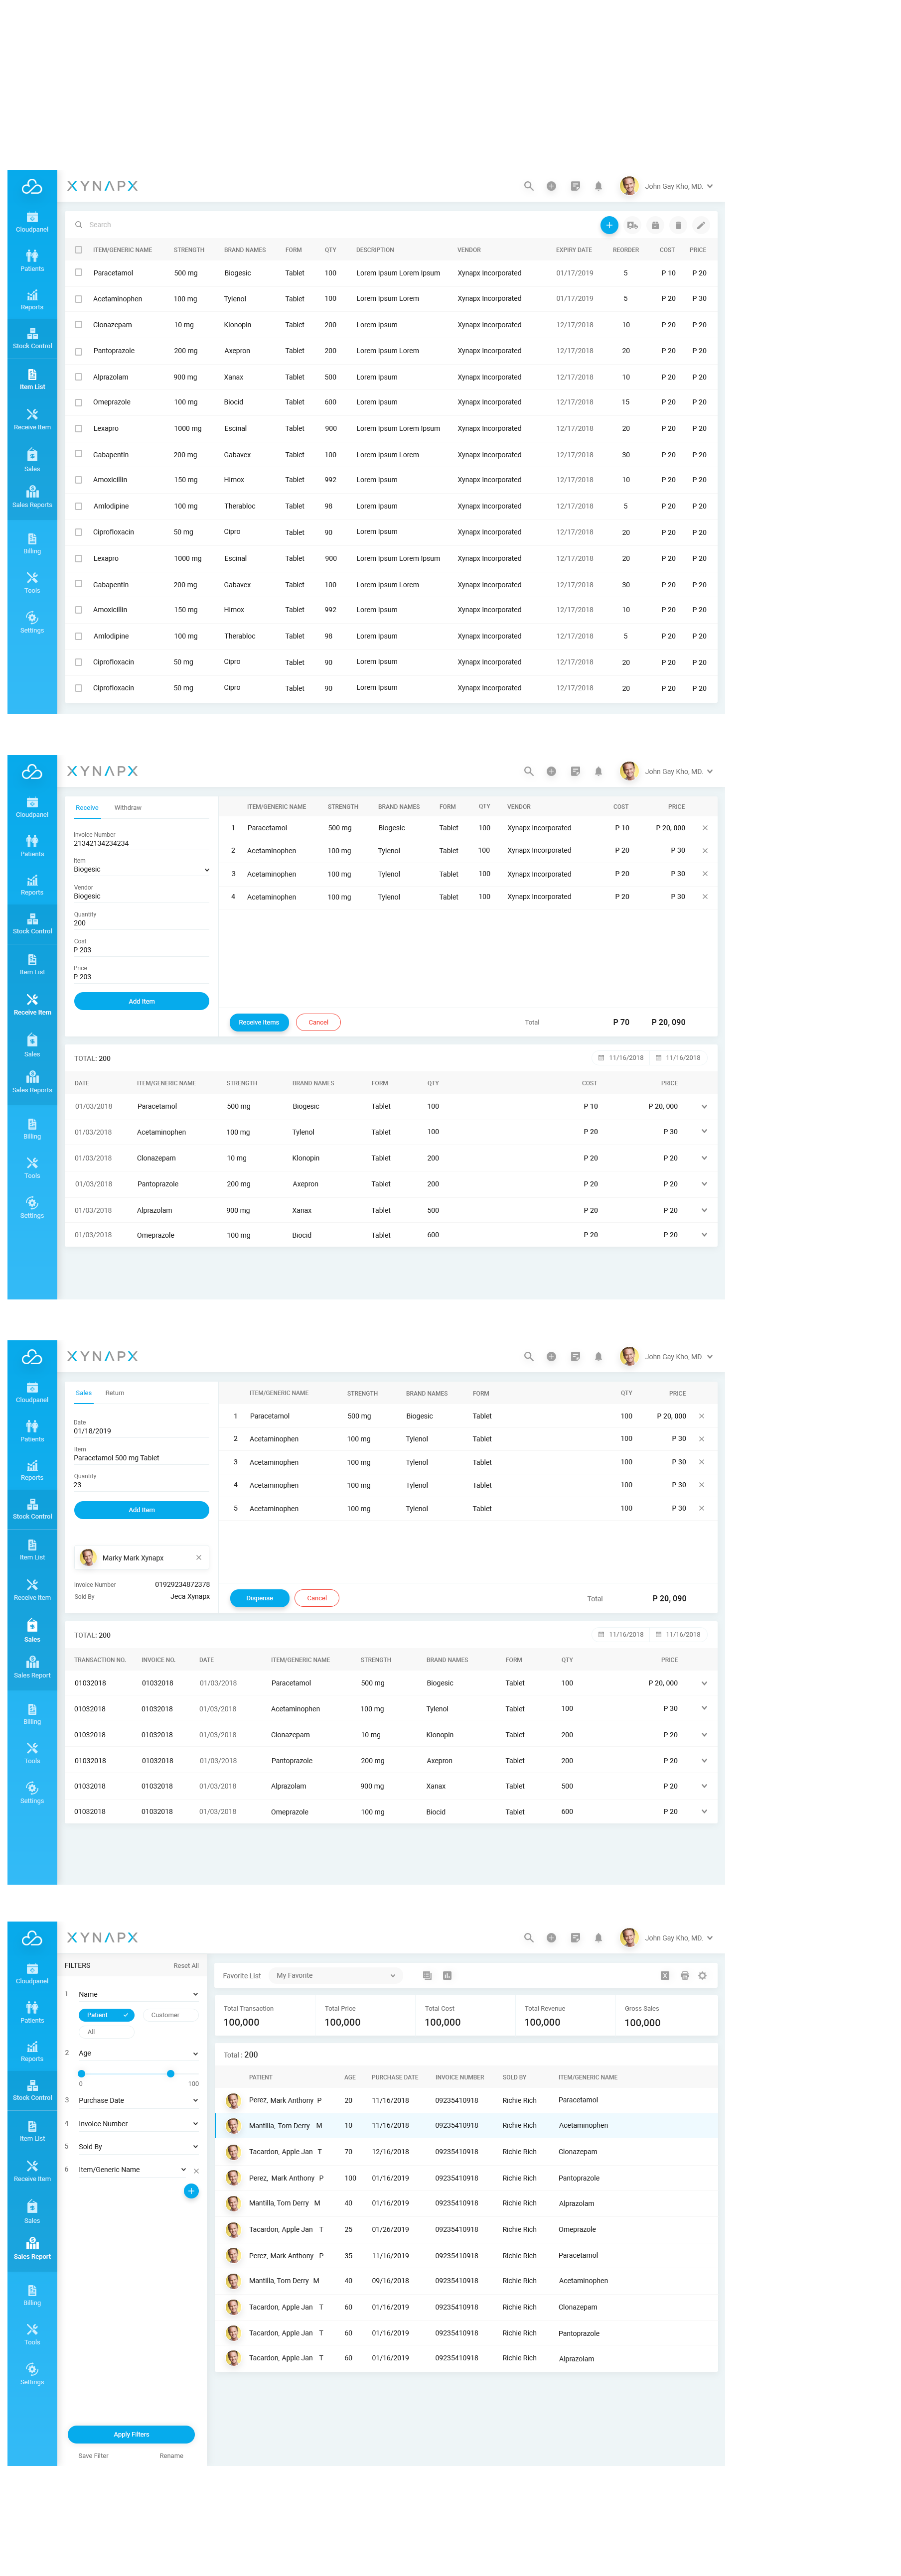 XYNAPX John Gay Kho, MD.
Cloudpanel
Patients
Reports
Stock Control
Item List
Receive Item
Sales
Sales Reports
Billing
Tools
Settings
Search
ITEM/GENERIC NAME STRENGTH BRAND NAMES FORM QTY DESCRIPTION VENDOR EXPIRY DATE REORDER COST PRICE
Paracetamol 500 mg Biogesic Tablet 100 Lorem Ipsum Lorem Ipsum Xynapx Incorporated 01/17/2019 5 P 10 P 20
Acetaminophen 100 mg Tylenol Tablet 100 Lorem Ipsum Lorem Xynapx Incorporated 01/17/2019 5 P 20 P 30
Clonazepam 10 mg Klonopin Tablet 200 Lorem Ipsum Xynapx Incorporated 12/17/2018 10 P 20 P 20
Pantoprazole 200 mg Axepron Tablet 200 Lorem Ipsum Lorem Xynapx Incorporated 12/17/2018 20 P 20 P 20
Alprazolam 900 mg Xanax Tablet 500 Lorem Ipsum Xynapx Incorporated 12/17/2018 10 P 20 P 20
Omeprazole 100 mg Biocid Tablet 600 Lorem Ipsum Xynapx Incorporated 12/17/2018 15 P 20 P 20
Lexapro 1000 mg Escinal Tablet 900 Lorem Ipsum Lorem Ipsum Xynapx Incorporated 12/17/2018 20 P 20 P 20
Gabapentin 200 mg Gabavex Tablet 100 Lorem Ipsum Lorem Xynapx Incorporated 12/17/2018 30 P 20 P 20
Amoxicillin 150 mg Himox Tablet 992 Lorem Ipsum Xynapx Incorporated 12/17/2018 10 P 20 P 20
Amlodipine 100 mg Therabloc Tablet 98 Lorem Ipsum Xynapx Incorporated 12/17/2018 5 P 20 P 20
Ciprofloxacin 50 mg Cipro Tablet 90 Lorem Ipsum Xynapx Incorporated 12/17/2018 20 P 20 P 20
Lexapro 1000 mg Escinal Tablet 900 Lorem Ipsum Lorem Ipsum Xynapx Incorporated 12/17/2018 20 P 20 P 20
Gabapentin 200 mg Gabavex Tablet 100 Lorem Ipsum Lorem Xynapx Incorporated 12/17/2018 30 P 20 P 20
Amoxicillin 150 mg Himox Tablet 992 Lorem Ipsum Xynapx Incorporated 12/17/2018 10 P 20 P 20
Amlodipine 100 mg Therabloc Tablet 98 Lorem Ipsum Xynapx Incorporated 12/17/2018 5 P 20 P 20
Ciprofloxacin 50 mg Cipro Tablet 90 Lorem Ipsum Xynapx Incorporated 12/17/2018 20 P 20 P 20
Ciprofloxacin 50 mg Cipro Tablet 90 Lorem Ipsum Xynapx Incorporated 12/17/2018 20 P 20 P 20
XYNAPX John Gay Kho, MD.
Cloudpanel
Patients
Reports
Stock Control
Item List
Receive Item
Sales
Sales Reports
Billing
Tools
Settings
Receive Withdraw
Invoice Number
21342134234234
Item
Biogesic
Vendor
Biogesic
Quantity
200
Cost
P 203
Price
P 203
Add Item
ITEM/GENERIC NAME STRENGTH BRAND NAMES FORM QTY VENDOR COST PRICE
1 Paracetamol 500 mg Biogesic Tablet 100 Xynapx Incorporated P 10 P 20, 000
2 Acetaminophen 100 mg Tylenol Tablet 100 Xynapx Incorporated P 20 P 30
3 Acetaminophen 100 mg Tylenol Tablet 100 Xynapx Incorporated P 20 P 30
4 Acetaminophen 100 mg Tylenol Tablet 100 Xynapx Incorporated P 20 P 30
Receive Items Cancel Total P 70 P 20, 090
TOTAL: 200 11/16/2018 11/16/2018
DATE ITEM/GENERIC NAME STRENGTH BRAND NAMES FORM QTY COST PRICE
01/03/2018 Paracetamol 500 mg Biogesic Tablet 100 P 10 P 20, 000
01/03/2018 Acetaminophen 100 mg Tylenol Tablet 100 P 20 P 30
01/03/2018 Clonazepam 10 mg Klonopin Tablet 200 P 20 P 20
01/03/2018 Pantoprazole 200 mg Axepron Tablet 200 P 20 P 20
01/03/2018 Alprazolam 900 mg Xanax Tablet 500 P 20 P 20
01/03/2018 Omeprazole 100 mg Biocid Tablet 600 P 20 P 20
XYNAPX John Gay Kho, MD.
Cloudpanel
Patients
Reports
Stock Control
Item List
Receive Item
Sales
Sales Report
Billing
Tools
Settings
Sales Return
Date
01/18/2019
Item
Paracetamol 500 mg Tablet
Quantity
23
Add Item
Marky Mark Xynapx
Invoice Number 01929234872378
Sold By Jeca Xynapx
ITEM/GENERIC NAME STRENGTH BRAND NAMES FORM QTY PRICE
1 Paracetamol 500 mg Biogesic Tablet 100 P 20, 000
2 Acetaminophen 100 mg Tylenol Tablet 100 P 30
3 Acetaminophen 100 mg Tylenol Tablet 100 P 30
4 Acetaminophen 100 mg Tylenol Tablet 100 P 30
5 Acetaminophen 100 mg Tylenol Tablet 100 P 30
Dispense Cancel Total P 20, 090
TOTAL: 200 11/16/2018 11/16/2018
TRANSACTION NO. INVOICE NO. DATE ITEM/GENERIC NAME STRENGTH BRAND NAMES FORM QTY PRICE
01032018 01032018 01/03/2018 Paracetamol 500 mg Biogesic Tablet 100 P 20, 000
01032018 01032018 01/03/2018 Acetaminophen 100 mg Tylenol Tablet 100 P 30
01032018 01032018 01/03/2018 Clonazepam 10 mg Klonopin Tablet 200 P 20
01032018 01032018 01/03/2018 Pantoprazole 200 mg Axepron Tablet 200 P 20
01032018 01032018 01/03/2018 Alprazolam 900 mg Xanax Tablet 500 P 20
01032018 01032018 01/03/2018 Omeprazole 100 mg Biocid Tablet 600 P 20
XYNAPX John Gay Kho, MD.
Cloudpanel
Patients
Reports
Stock Control
Item List
Receive Item
Sales
Sales Report
Billing
Tools
Settings
FILTERS Reset All
1 Name
Patient Customer
All
2 Age
0 100
3 Purchase Date
4 Invoice Number
5 Sold By
6 Item/Generic Name
Apply Filters
Save Filter Rename
Favorite List My Favorite
Total Transaction Total Price Total Cost Total Revenue Gross Sales
100,000 100,000 100,000 100,000 100,000
Total : 200
PATIENT AGE PURCHASE DATE INVOICE NUMBER SOLD BY ITEM/GENERIC NAME
Perez, Mark Anthony P 20 11/16/2018 09235410918 Richie Rich Paracetamol
Mantilla, Tom Derry M 10 11/16/2018 09235410918 Richie Rich Acetaminophen
Tacardon, Apple Jan T 70 12/16/2018 09235410918 Richie Rich Clonazepam
Perez, Mark Anthony P 100 01/16/2019 09235410918 Richie Rich Pantoprazole
Mantilla, Tom Derry M 40 01/16/2019 09235410918 Richie Rich Alprazolam
Tacardon, Apple Jan T 25 01/26/2019 09235410918 Richie Rich Omeprazole
Perez, Mark Anthony P 35 11/16/2019 09235410918 Richie Rich Paracetamol
Mantilla, Tom Derry M 40 09/16/2018 09235410918 Richie Rich Acetaminophen
Tacardon, Apple Jan T 60 01/16/2019 09235410918 Richie Rich Clonazepam
Tacardon, Apple Jan T 60 01/16/2019 09235410918 Richie Rich Pantoprazole
Tacardon, Apple Jan T 60 01/16/2019 09235410918 Richie Rich Alprazolam